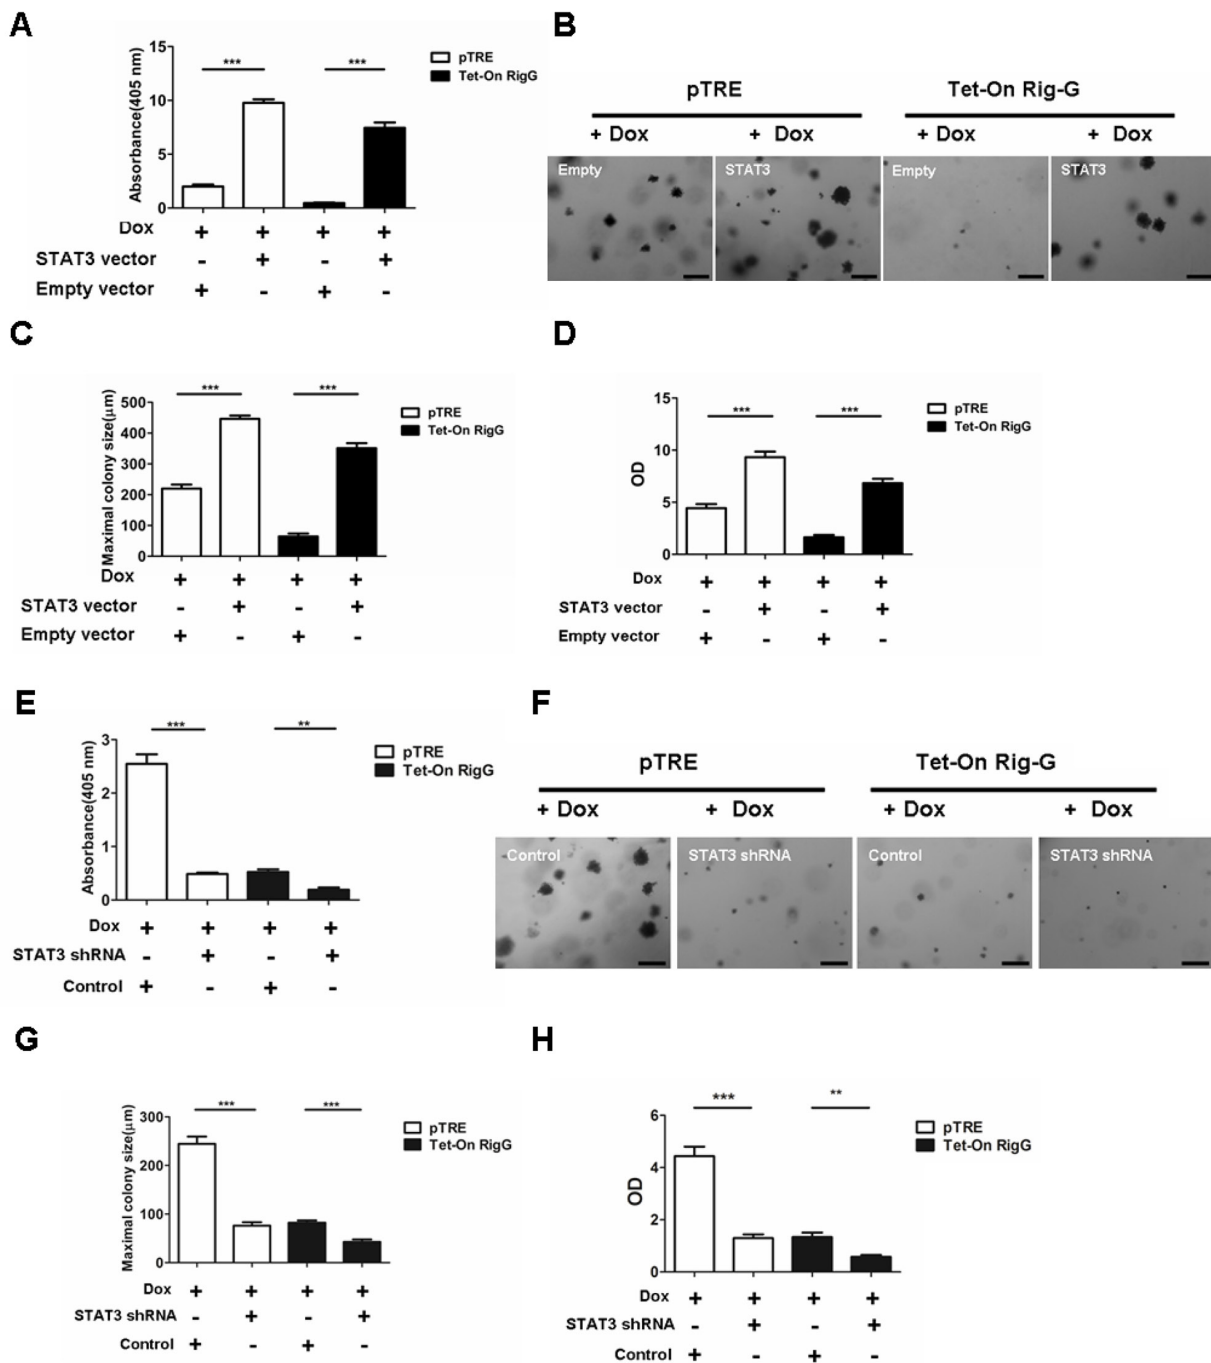 A
Absorbance(405 nm)
15
10
5
0
***
***
pTRE
Tet-On RigG
Dox + + + +
STAT3 vector - + - +
Empty vector + - + -
B
pTRE
Tet-On Rig-G
+ Dox + Dox + Dox + Dox
Empty STAT3 Empty STAT3
C
Maximal colony size(μm)
500
400
300
200
100
0
***
***
pTRE
Tet-On RigG
Dox + + + +
STAT3 vector - + - +
Empty vector + - + -
D
OD
15
10
5
0
***
***
pTRE
Tet-On RigG
Dox + + + +
STAT3 vector - + - +
Empty vector + - + -
E
Absorbance(405 nm)
3
2
1
0
***
**
pTRE
Tet-On RigG
Dox + + + +
STAT3 shRNA - + - +
Control + - + -
F
pTRE
Tet-On Rig-G
+ Dox + Dox + Dox + Dox
Control STAT3 shRNA Control STAT3 shRNA
G
Maximal colony size(μm)
300
200
100
0
***
***
pTRE
Tet-On RigG
Dox + + + +
STAT3 shRNA - + - +
Control + - + -
H
OD
6
4
2
0
***
**
pTRE
Tet-On RigG
Dox + + + +
STAT3 shRNA - + - +
Control + - + -